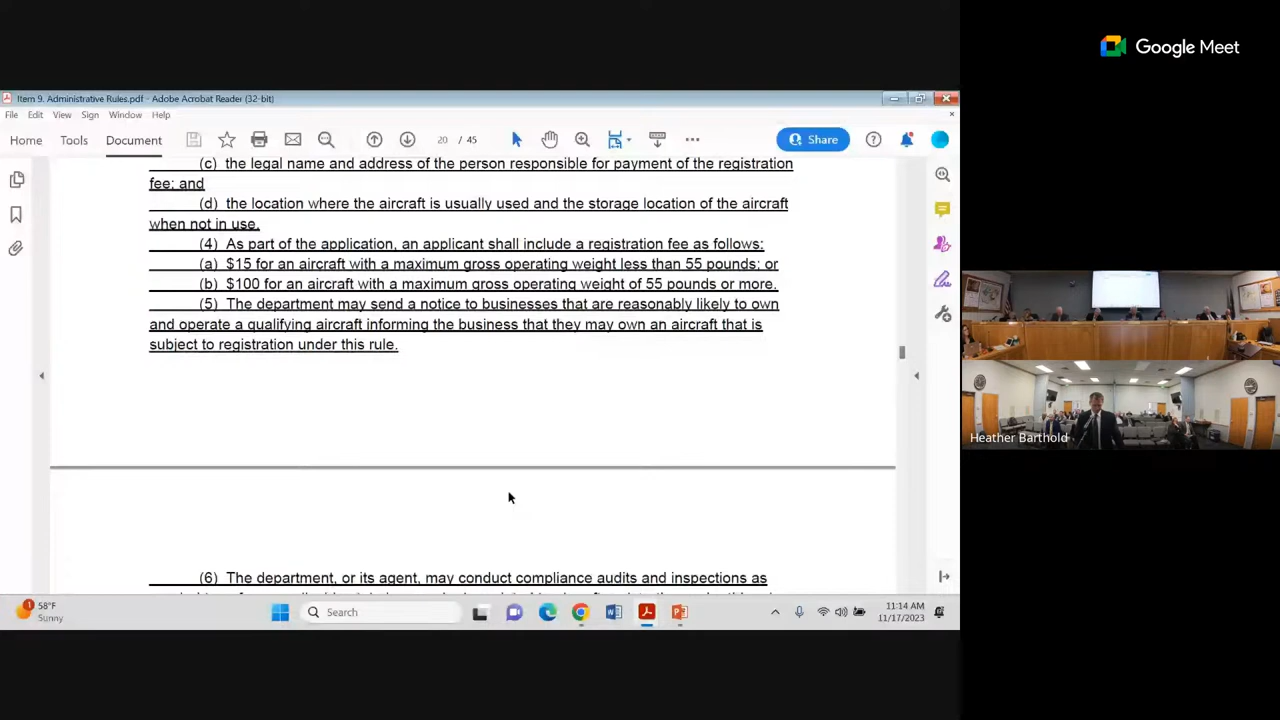 Google Meet
Item 9. Administrative Rules.pdf - Adobe Acrobat Reader (32-bit)
File Edit View Sign Window Help
Home Tools Document 20 / 45 Share
(c) the legal name and address of the person responsible for payment of the registration
fee; and
(d) the location where the aircraft is usually used and the storage location of the aircraft
when not in use.
(4) As part of the application, an applicant shall include a registration fee as follows:
(a) $15 for an aircraft with a maximum gross operating weight less than 55 pounds; or
(b) $100 for an aircraft with a maximum gross operating weight of 55 pounds or more.
(5) The department may send a notice to businesses that are reasonably likely to own
and operate a qualifying aircraft informing the business that they may own an aircraft that is
subject to registration under this rule.
(6) The department, or its agent, may conduct compliance audits and inspections as
Heather Barthold
1
58°F
Sunny
Search
11:14 AM
11/17/2023